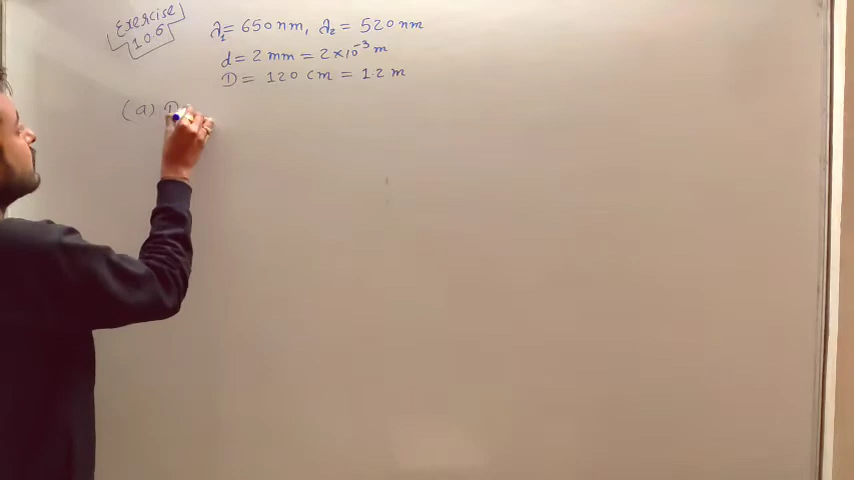 Exercise
10.6
λ₁= 650 nm, λ₂ = 520 nm
d = 2 mm = 2×10⁻³ m
D = 120 cm = 1.2 m
(a) D